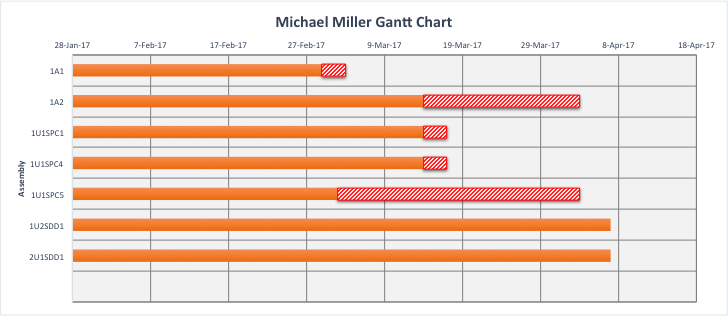 Michael Miller Gantt Chart
28-Jan-17 7-Feb-17 17-Feb-17 27-Feb-17 9-Mar-17 19-Mar-17 29-Mar-17 8-Apr-17 18-Apr-17
Assembly
1A1
1A2
1U1SPC1
1U1SPC4
1U1SPC5
1U2SDD1
2U1SDD1